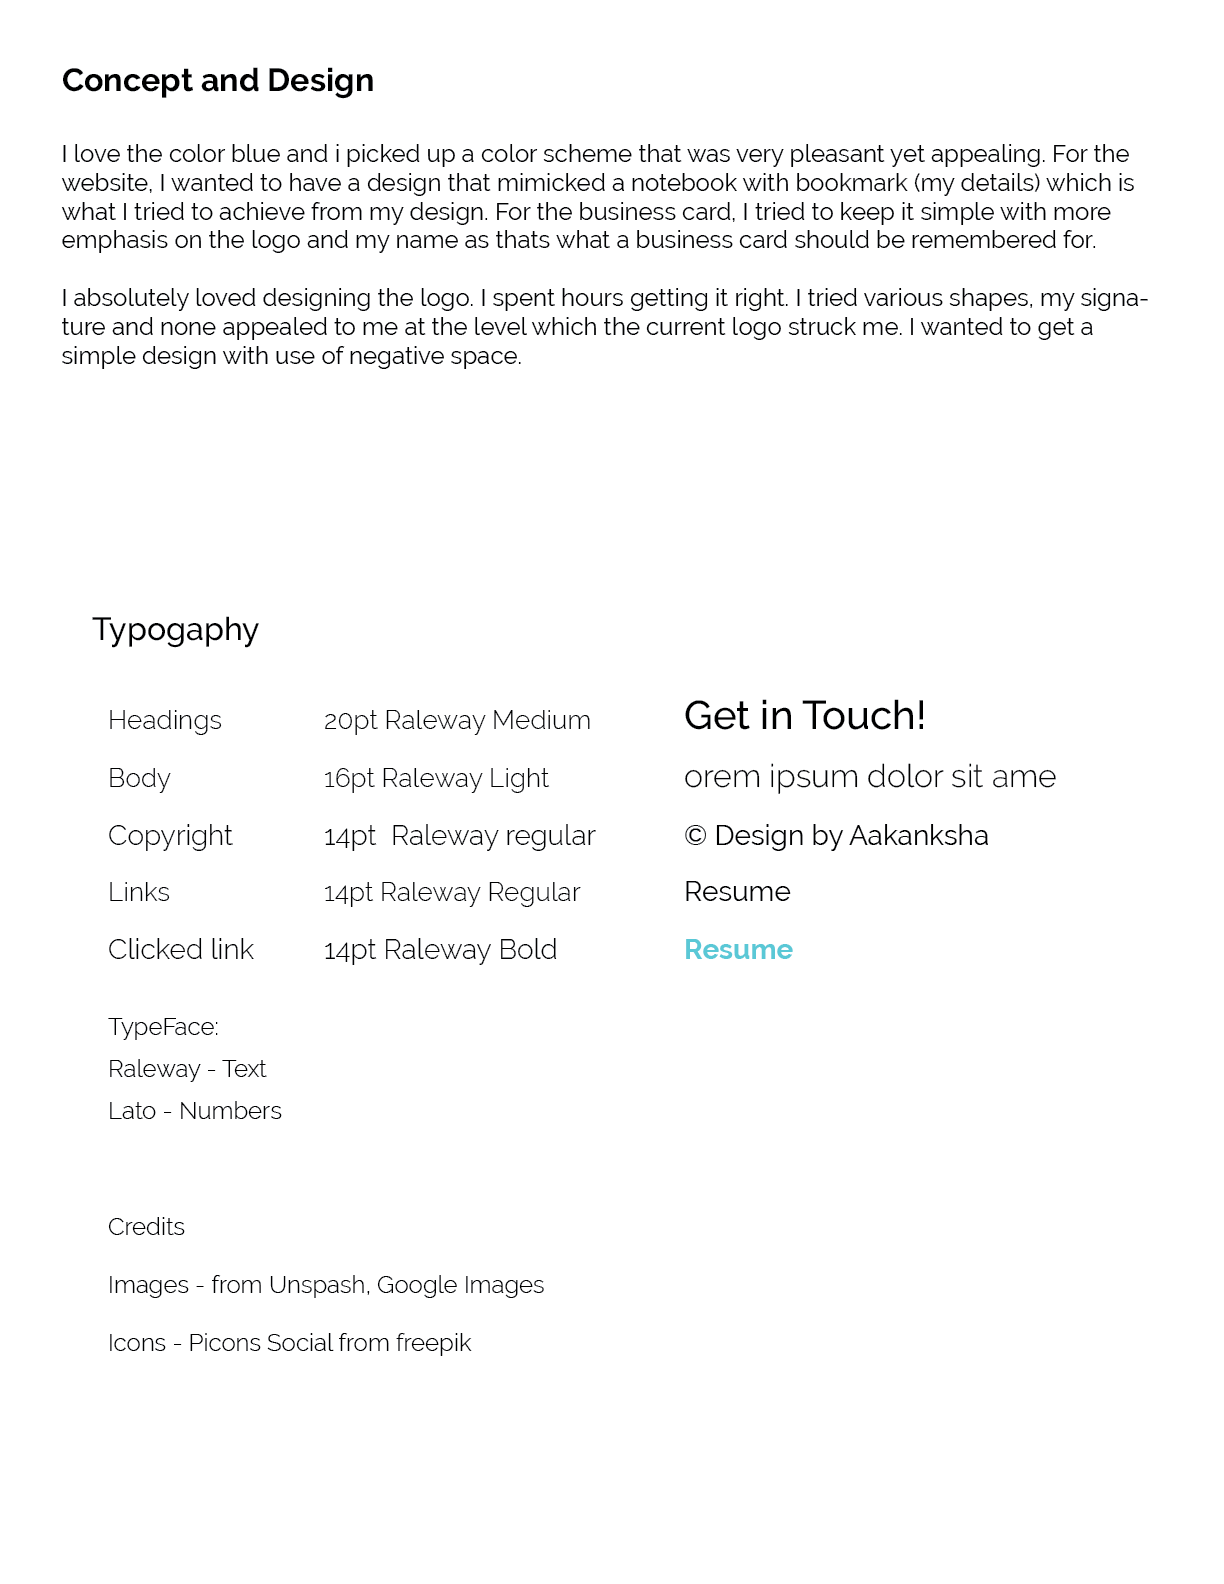 Concept and Design
I love the color blue and i picked up a color scheme that was very pleasant yet appealing. For the
website, I wanted to have a design that mimicked a notebook with bookmark (my details) which is
what I tried to achieve from my design. For the business card, I tried to keep it simple with more
emphasis on the logo and my name as thats what a business card should be remembered for.
I absolutely loved designing the logo. I spent hours getting it right. I tried various shapes, my signa-
ture and none appealed to me at the level which the current logo struck me. I wanted to get a
simple design with use of negative space.
Typogaphy
Headings 20pt Raleway Medium Get in Touch!
Body 16pt Raleway Light orem ipsum dolor sit ame
Copyright 14pt  Raleway regular © Design by Aakanksha
Links 14pt Raleway Regular Resume
Clicked link 14pt Raleway Bold Resume
TypeFace:
Raleway - Text
Lato - Numbers
Credits
Images - from Unspash, Google Images
Icons - Picons Social from freepik